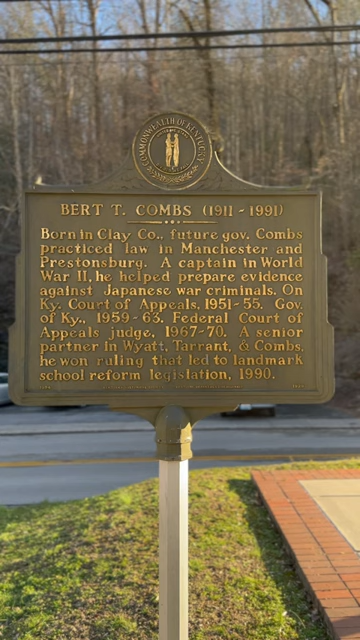 COMMONWEALTH OF KENTUCKY
BERT T. COMBS (1911 - 1991)
Born in Clay Co., future gov. Combs
practiced law in Manchester and
Prestonsburg. A captain in World
War II, he helped prepare evidence
against Japanese war criminals. On
Ky. Court of Appeals, 1951-55. Gov.
of Ky., 1959-63. Federal Court of
Appeals judge, 1967-70. A senior
partner in Wyatt, Tarrant, & Combs,
he won ruling that led to landmark
school reform legislation, 1990.